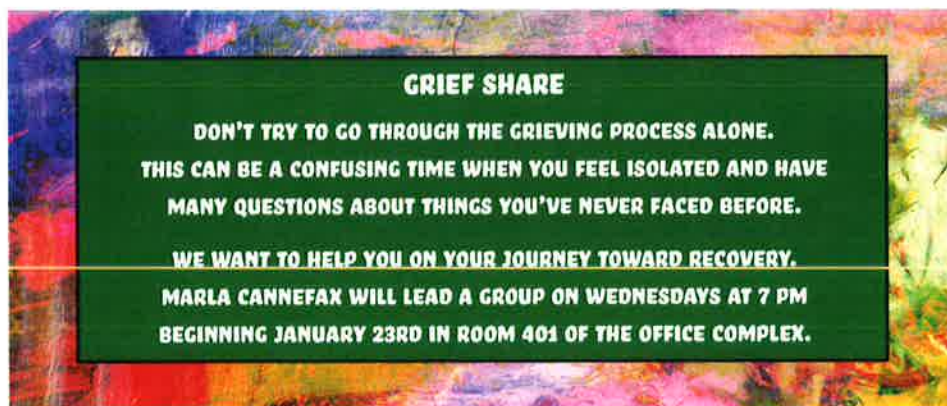 GRIEF SHARE
DON'T TRY TO GO THROUGH THE GRIEVING PROCESS ALONE.
THIS CAN BE A CONFUSING TIME WHEN YOU FEEL ISOLATED AND HAVE
MANY QUESTIONS ABOUT THINGS YOU'VE NEVER FACED BEFORE.
WE WANT TO HELP YOU ON YOUR JOURNEY TOWARD RECOVERY.
MARLA CANNEFAX WILL LEAD A GROUP ON WEDNESDAYS AT 7 PM
BEGINNING JANUARY 23RD IN ROOM 401 OF THE OFFICE COMPLEX.